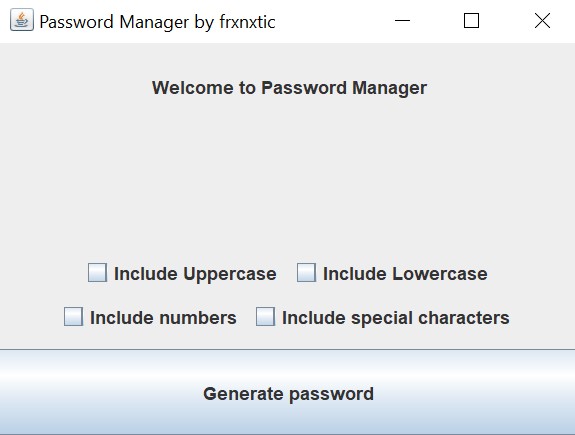 Password Manager by frxnxtic
Welcome to Password Manager
Include Uppercase Include Lowercase
Include numbers Include special characters
Generate password